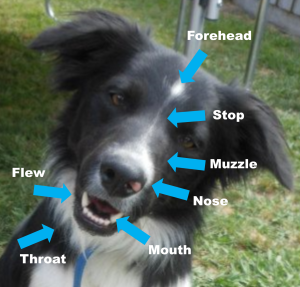 Forehead
Stop
Muzzle
Flew
Nose
Mouth
Throat